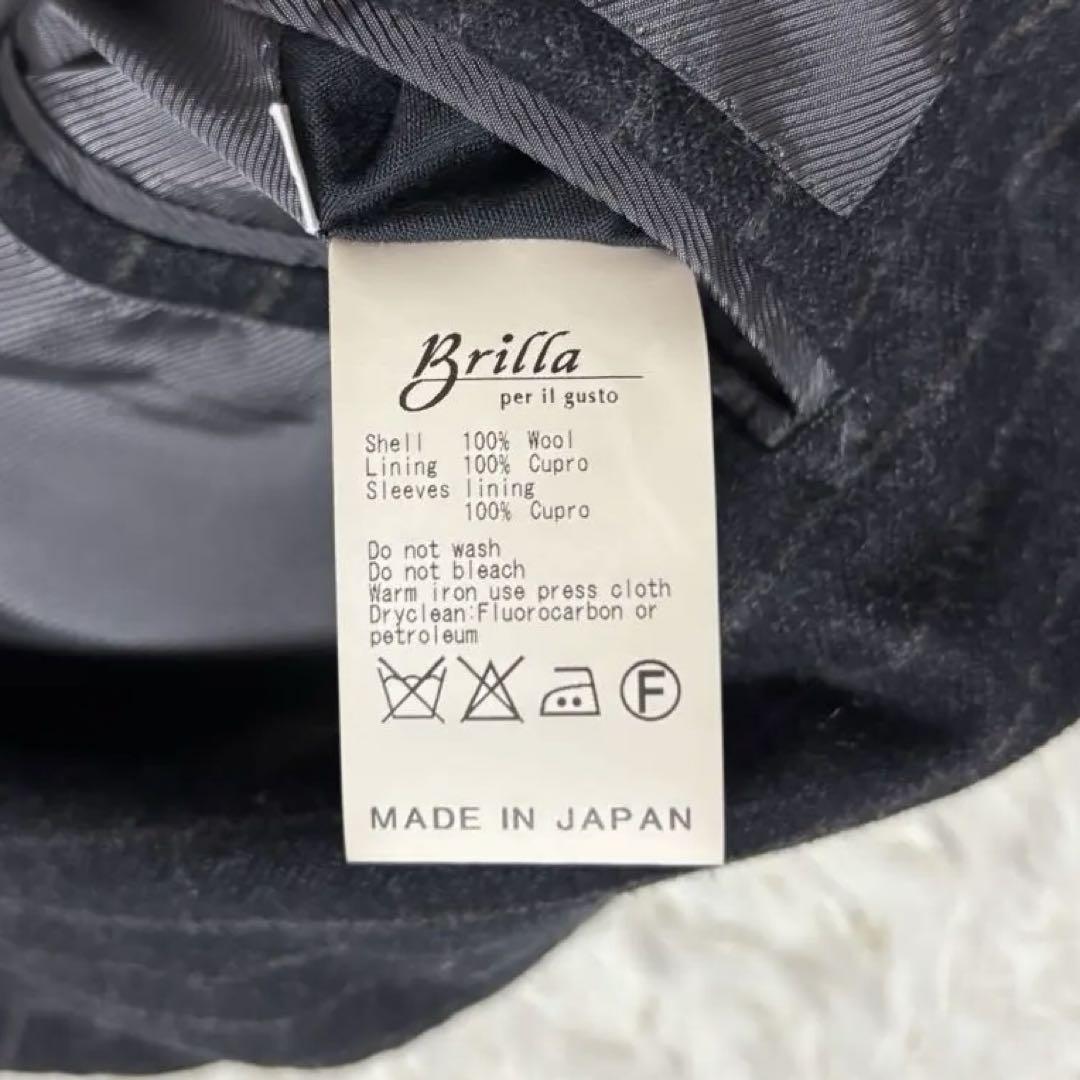 Brilla
per il gusto
Shell 100% Wool
Lining 100% Cupro
Sleeves lining
100% Cupro
Do not wash
Do not bleach
Warm iron use press cloth
Dryclean:Fluorocarbon or
petroleum
F
MADE IN JAPAN